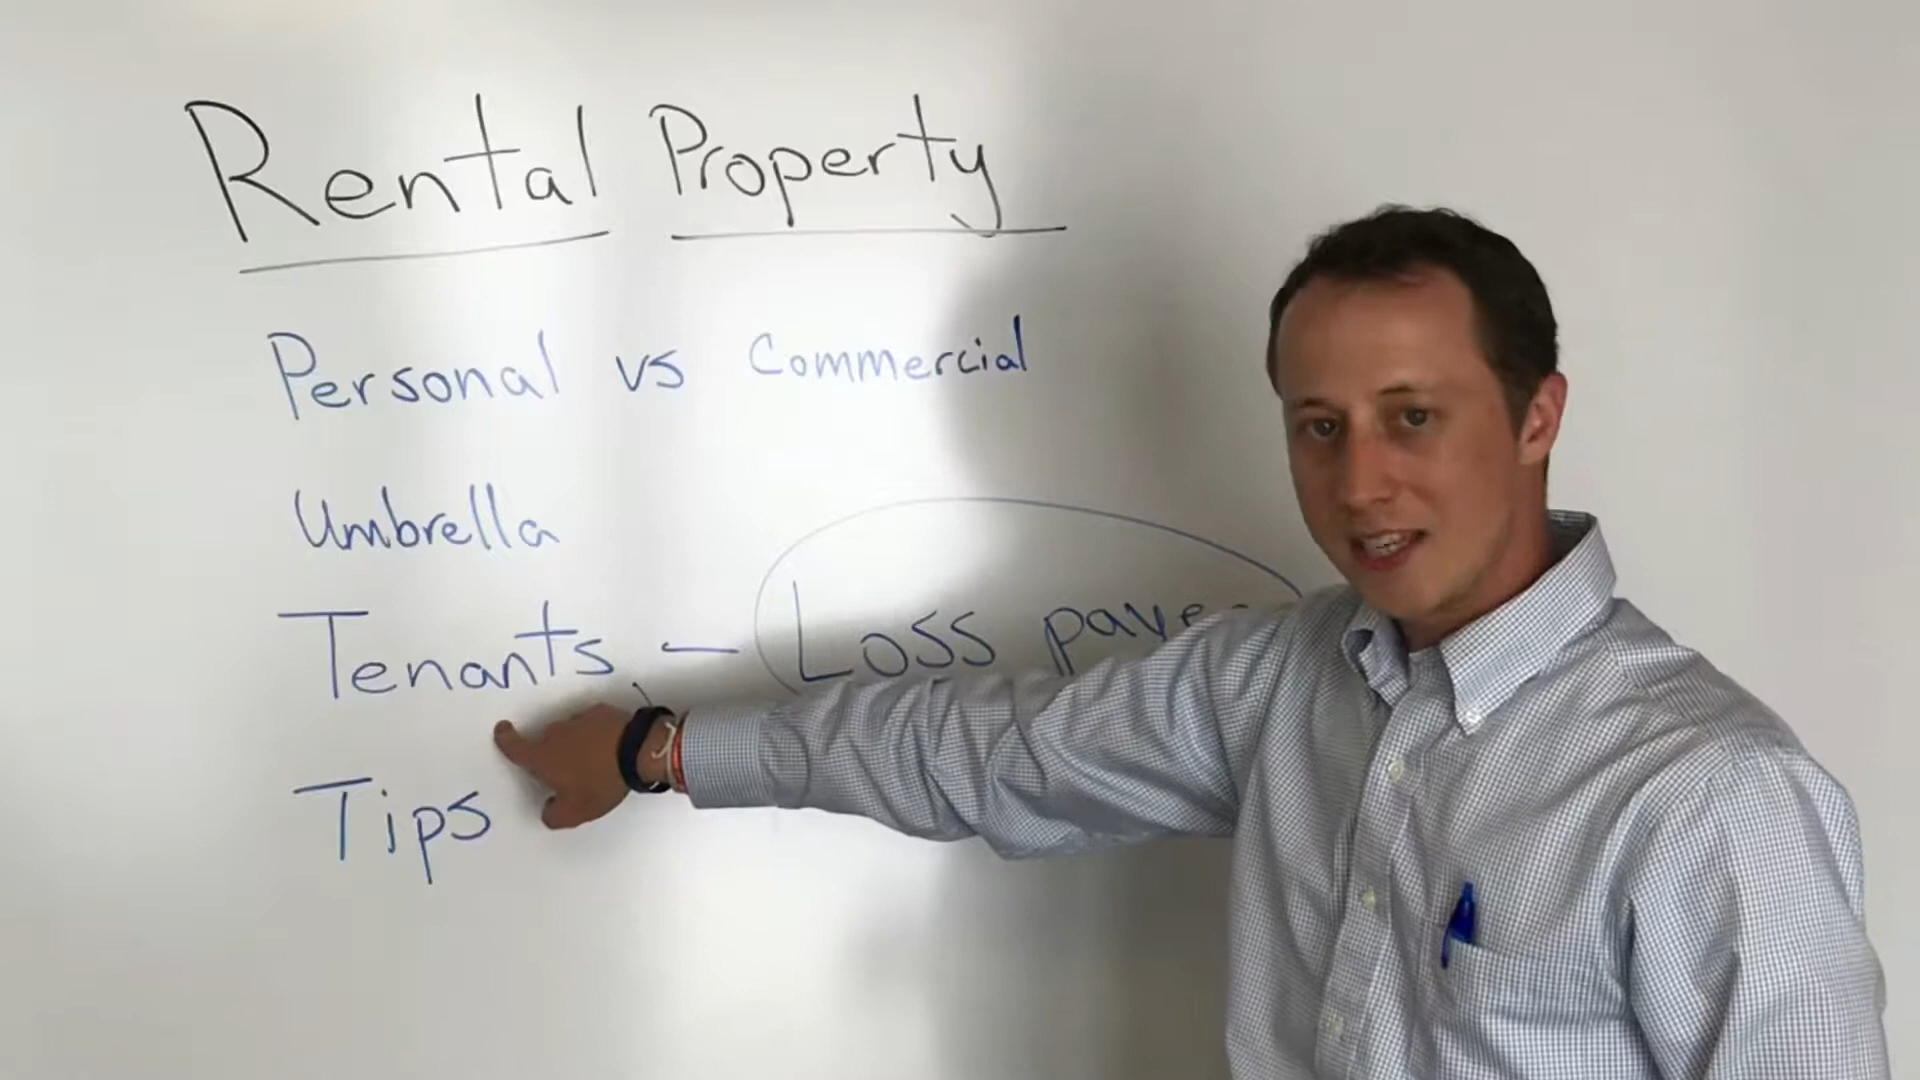 Rental Property
Personal vs Commercial
Umbrella
Tenants - Loss
Tips